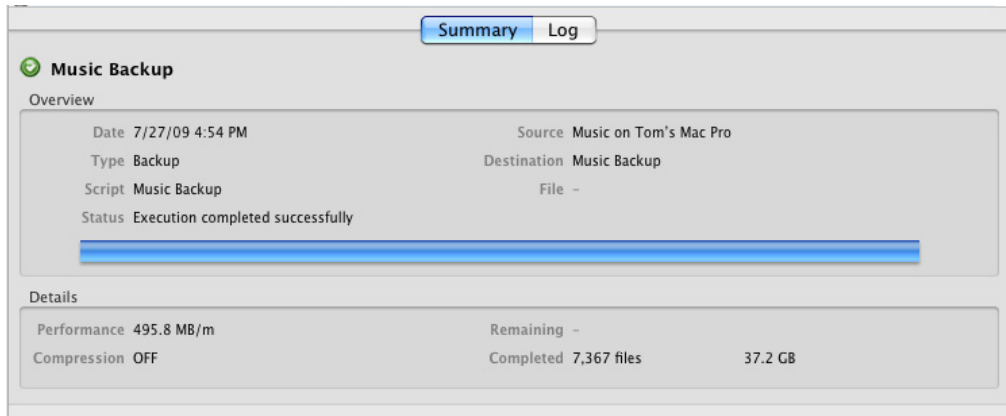 Summary Log
Music Backup
Overview
Date 7/27/09 4:54 PM Source Music on Tom's Mac Pro
Type Backup Destination Music Backup
Script Music Backup File -
Status Execution completed successfully
Details
Performance 495.8 MB/m Remaining -
Compression OFF Completed 7,367 files 37.2 GB